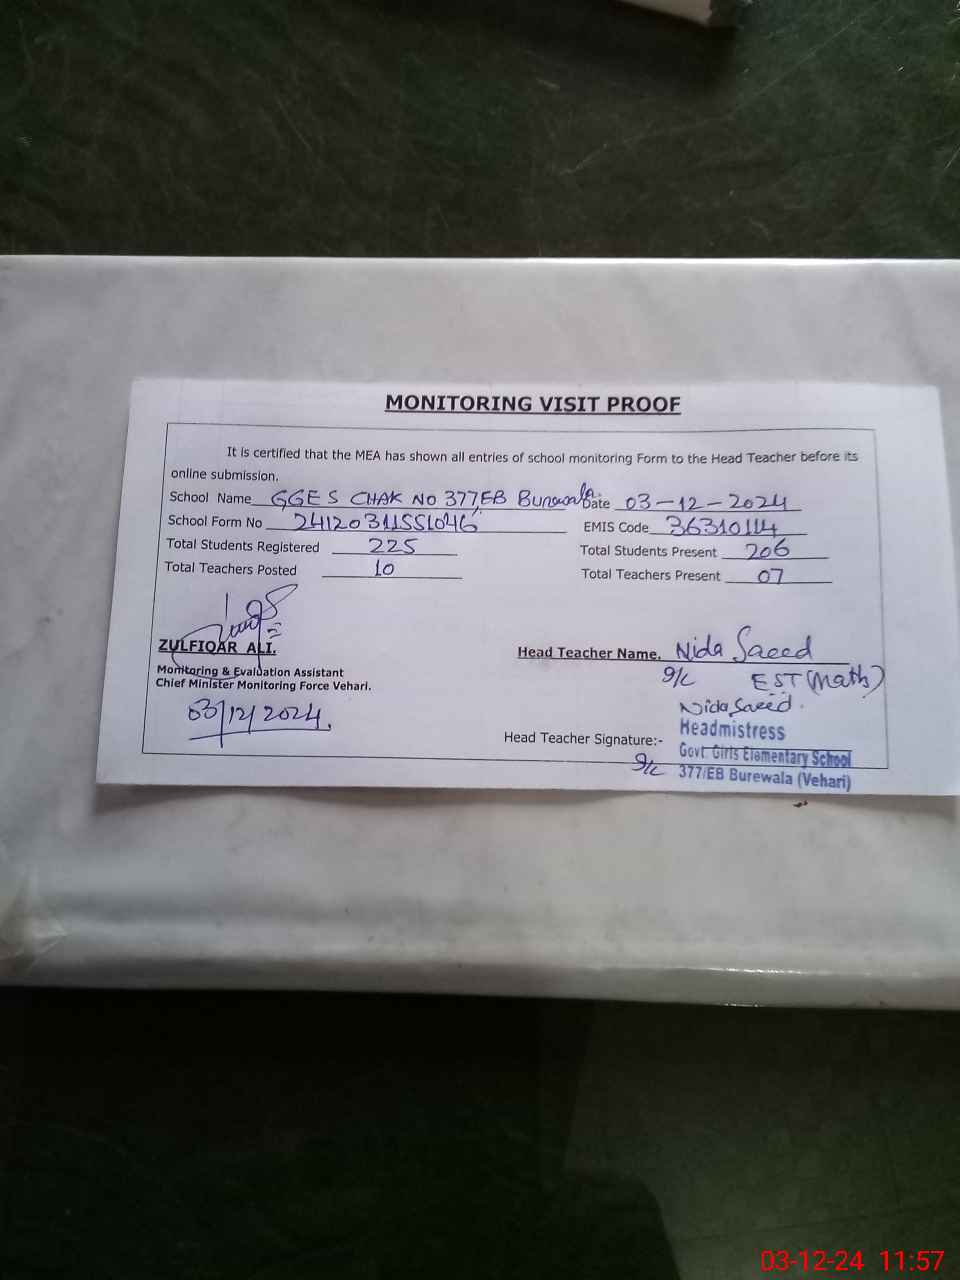 MONITORING VISIT PROOF
It is certified that the MEA has shown all entries of school monitoring Form to the Head Teacher before its
online submission.
School Name GGES CHAK NO 377/EB Burewala Date 03-12-2024
School Form No 24120311551046 EMIS Code 36310114
Total Students Registered 225 Total Students Present 206
Total Teachers Posted 10 Total Teachers Present 07
ZULFIQAR ALI.
Monitoring & Evaluation Assistant
Chief Minister Monitoring Force Vehari.
03/12/2024.
Head Teacher Name. Nida Saeed
I/C EST (Math)
Nida Saeed.
Head Teacher Signature:- Headmistress
Govt. Girls Elementary School
I/C 377/EB Burewala (Vehari)
03-12-24 11:57